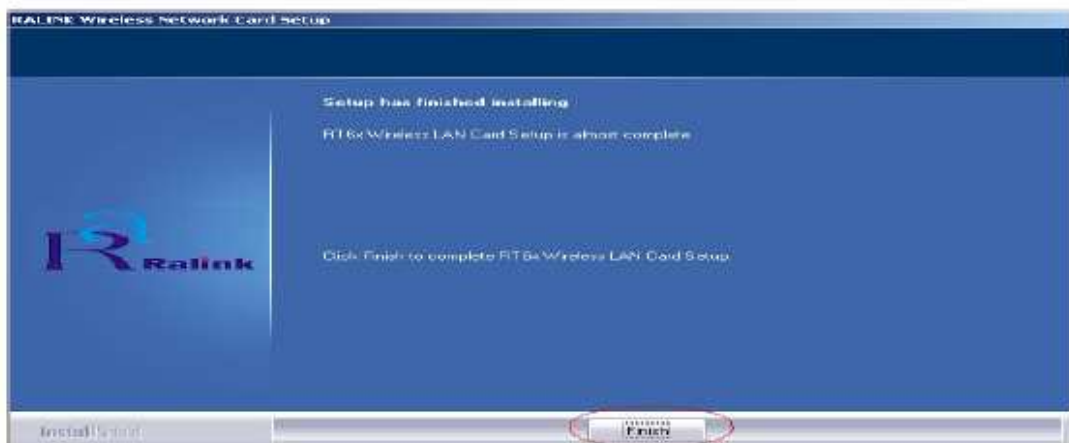 RALINK Wireless Network Card Setup
Setup has finished installing
RT6x Wireless LAN Card Setup is almost complete
Ralink
Click Finish to complete RT6x Wireless LAN Card Setup.
InstallShield
Finish